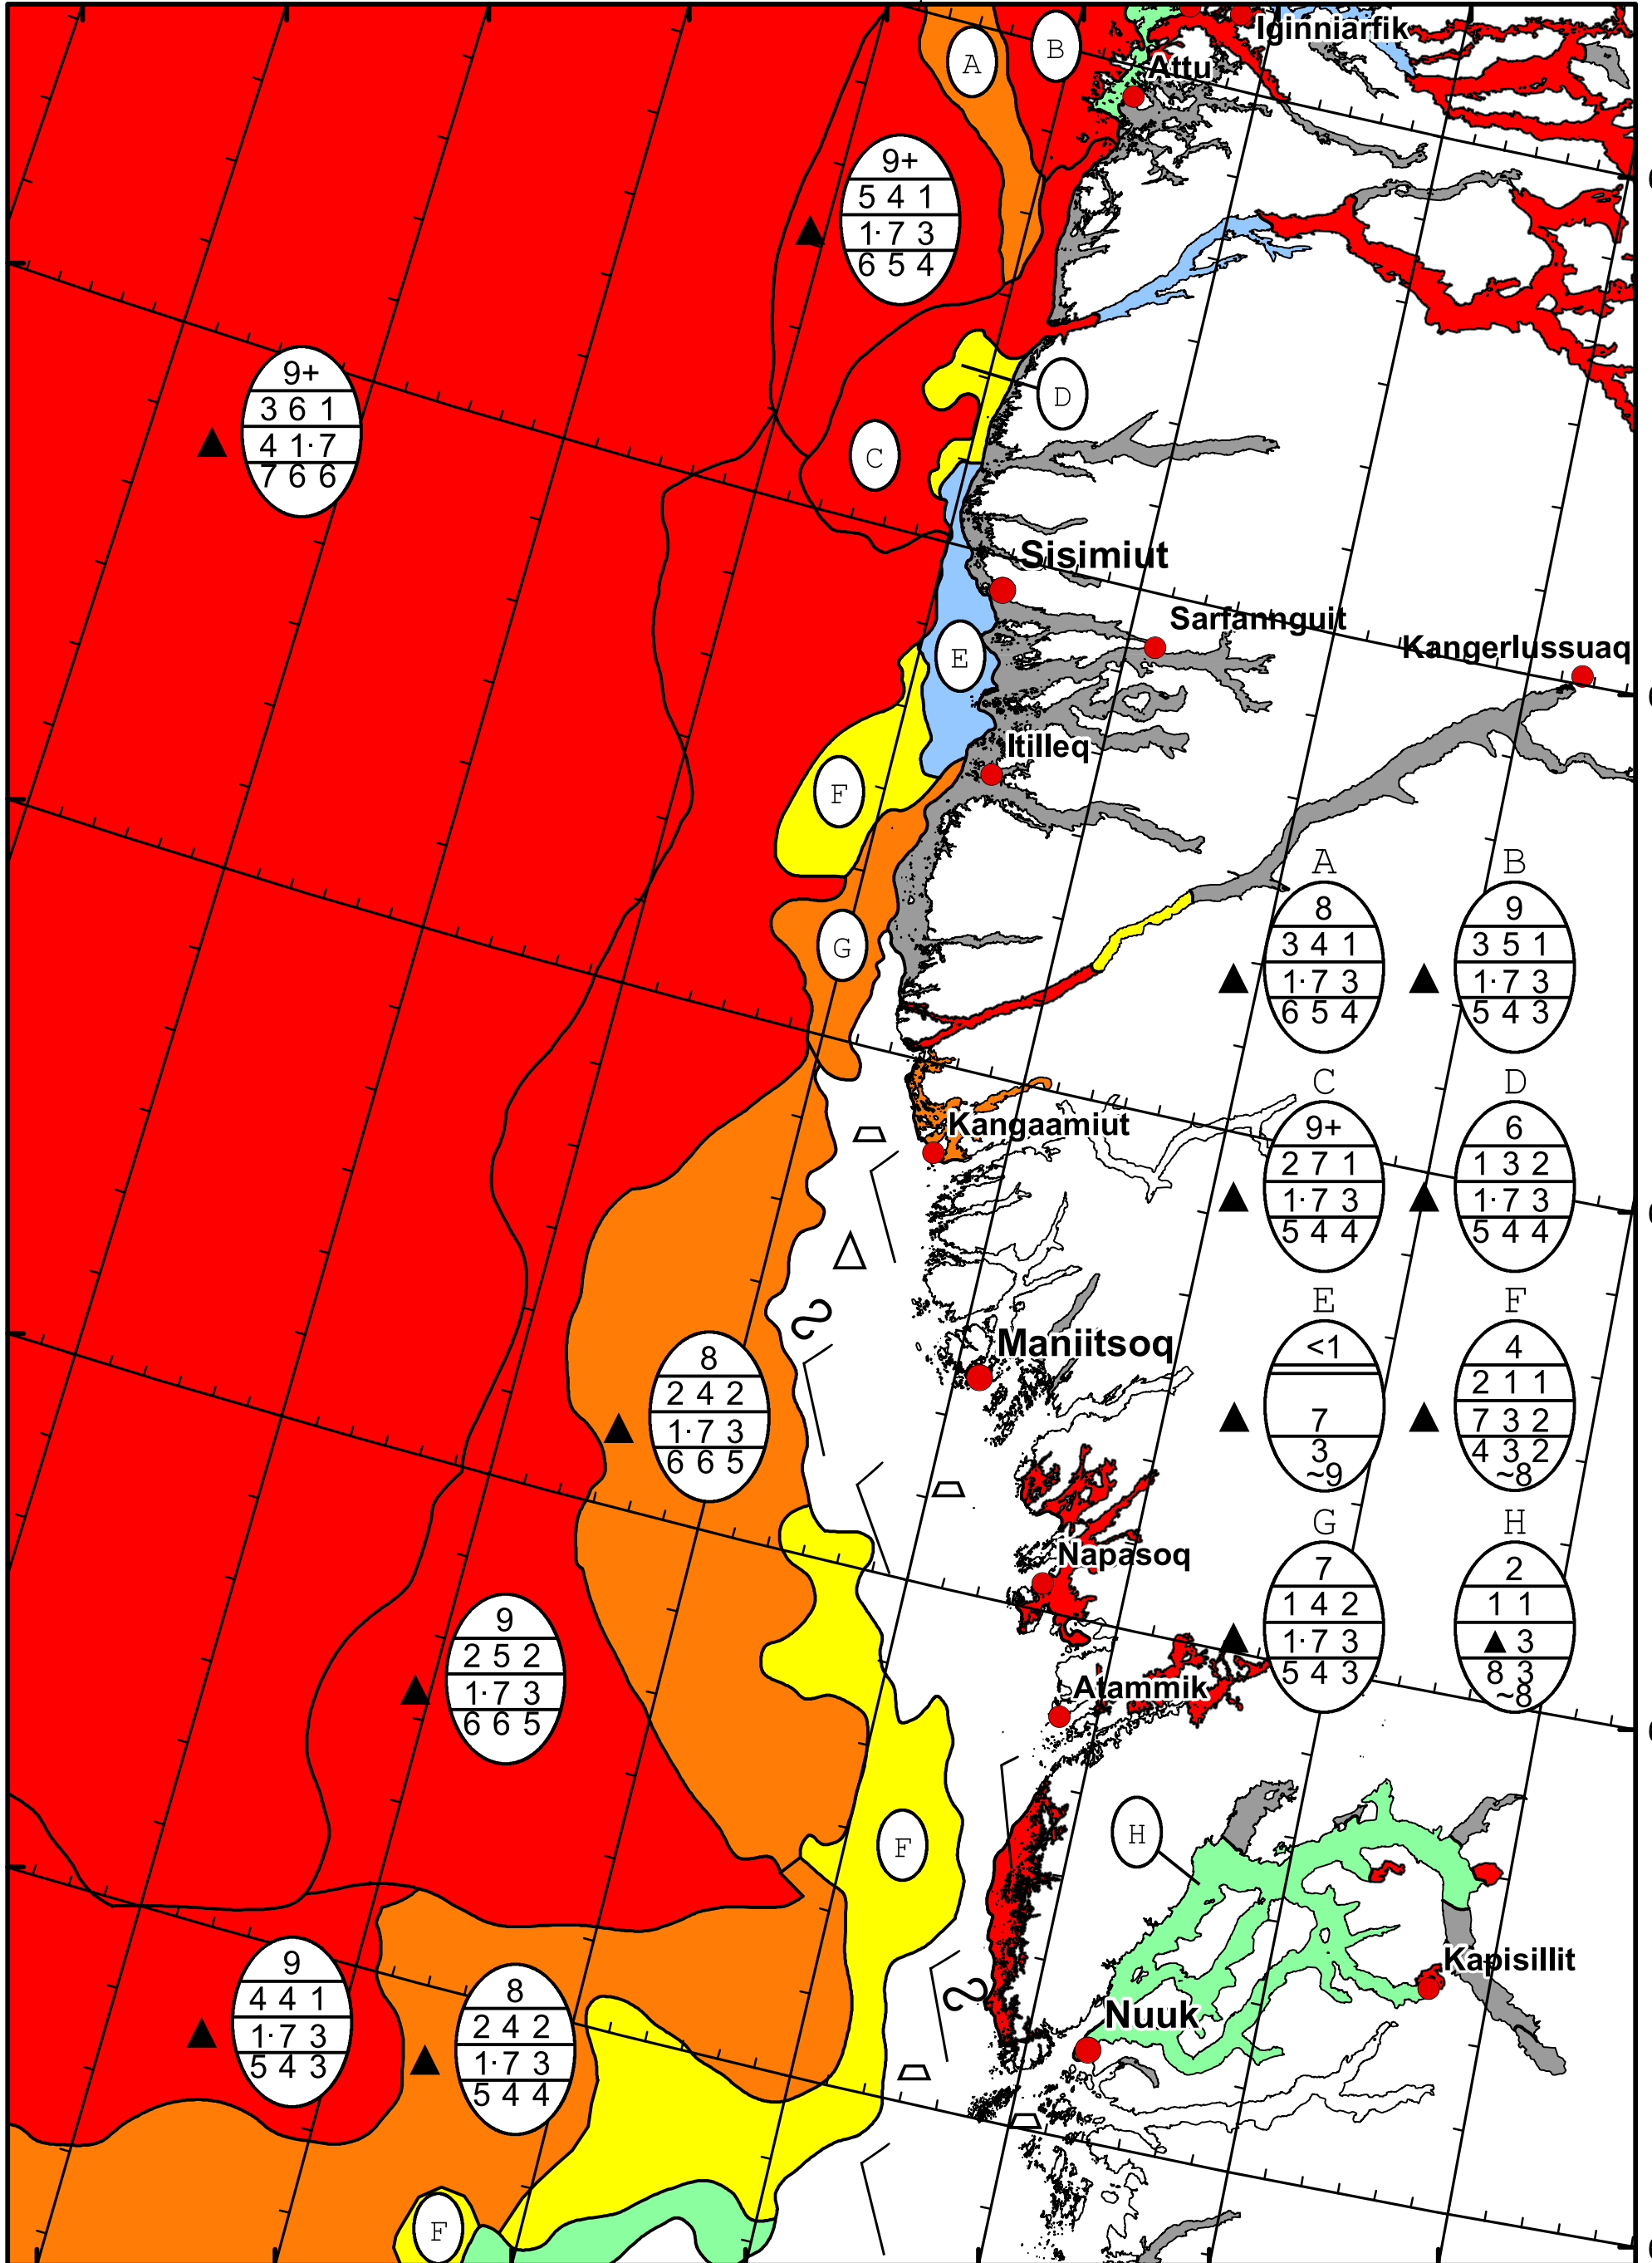 Iginniarfik
A
B
Attu
9+
5 4 1
1· 7 3
6 5 4
9+
3 6 1
4 1· 7
7 6 6
D
C
Sisimiut
Sarfannguit
Kangerlussuaq
E
Itilleq
F
G
A
8
3 4 1
1· 7 3
6 5 4
B
9
3 5 1
1· 7 3
5 4 3
C
9+
2 7 1
1· 7 3
5 4 4
D
6
1 3 2
1· 7 3
5 4 4
Kangaamiut
E
<1
7
3
~9
F
4
2 1 1
7 3 2
4 3 2
~8
Maniitsoq
8
2 4 2
1· 7 3
6 6 5
G
7
1 4 2
1· 7 3
5 4 3
H
2
1 1
▲ 3
8 3
~8
Napasoq
9
2 5 2
1· 7 3
6 6 5
Atammik
H
F
Kapisillit
9
4 4 1
1· 7 3
5 4 3
8
2 4 2
1· 7 3
5 4 4
Nuuk
F